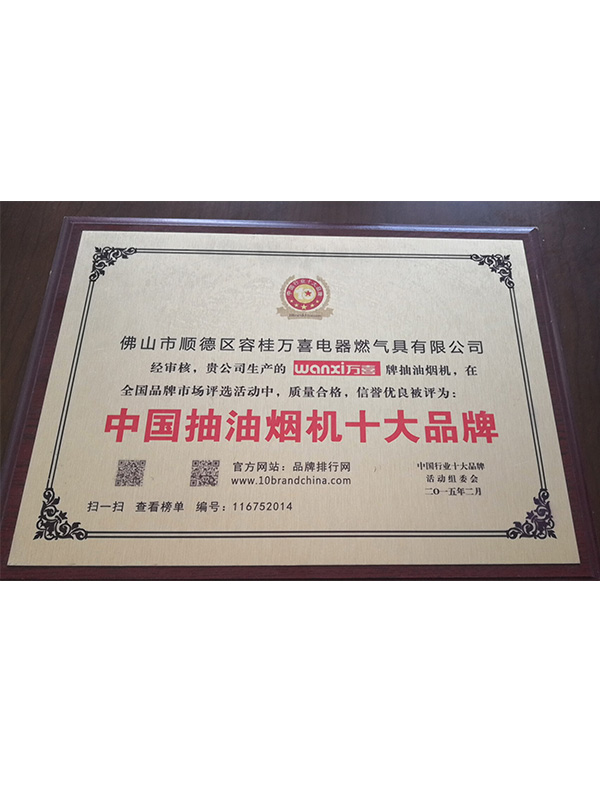 佛山市顺德区容桂万喜电器燃气具有限公司
经审核，贵公司生产的 wanxi万喜 牌抽油烟机，在
全国品牌市场评选活动中，质量合格，信誉优良被评为：
中国抽油烟机十大品牌
官方网站：品牌排行网
www.10brandchina.com
扫一扫 查看榜单 编号：116752014
中国行业十大品牌
活动组委会
二〇一五年二月